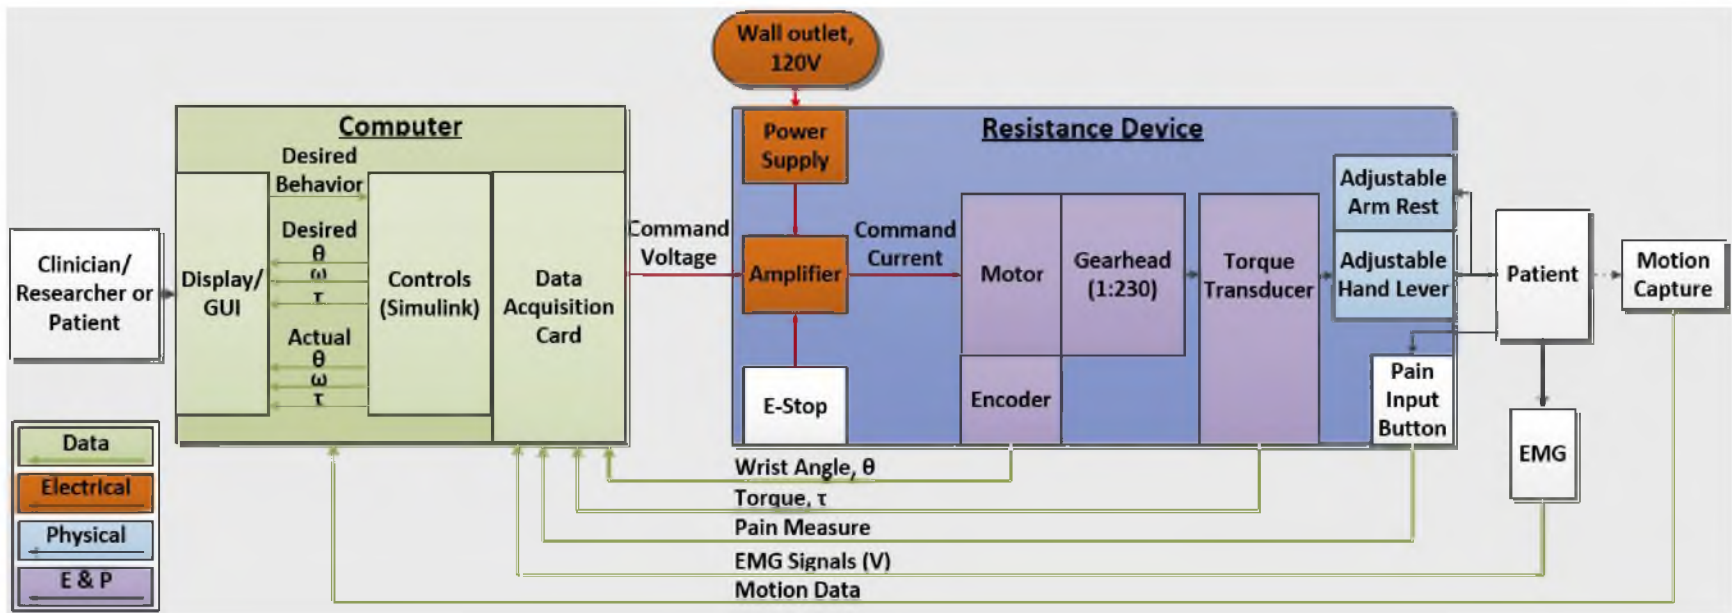 Wall outlet,
120V
Computer
Desired
Behavior
Desired
θ
ω
τ
Actual
θ
ω
τ
Clinician/
Researcher or
Patient
Display/
GUI
Controls
(Simulink)
Data
Acquisition
Card
Command
Voltage
Resistance Device
Power
Supply
Amplifier
E-Stop
Command
Current
Motor
Gearhead
(1:230)
Encoder
Torque
Transducer
Adjustable
Arm Rest
Adjustable
Hand Lever
Pain
Input
Button
Patient
Motion
Capture
EMG
Data
Electrical
Physical
E & P
Wrist Angle, θ
Torque, τ
Pain Measure
EMG Signals (V)
Motion Data